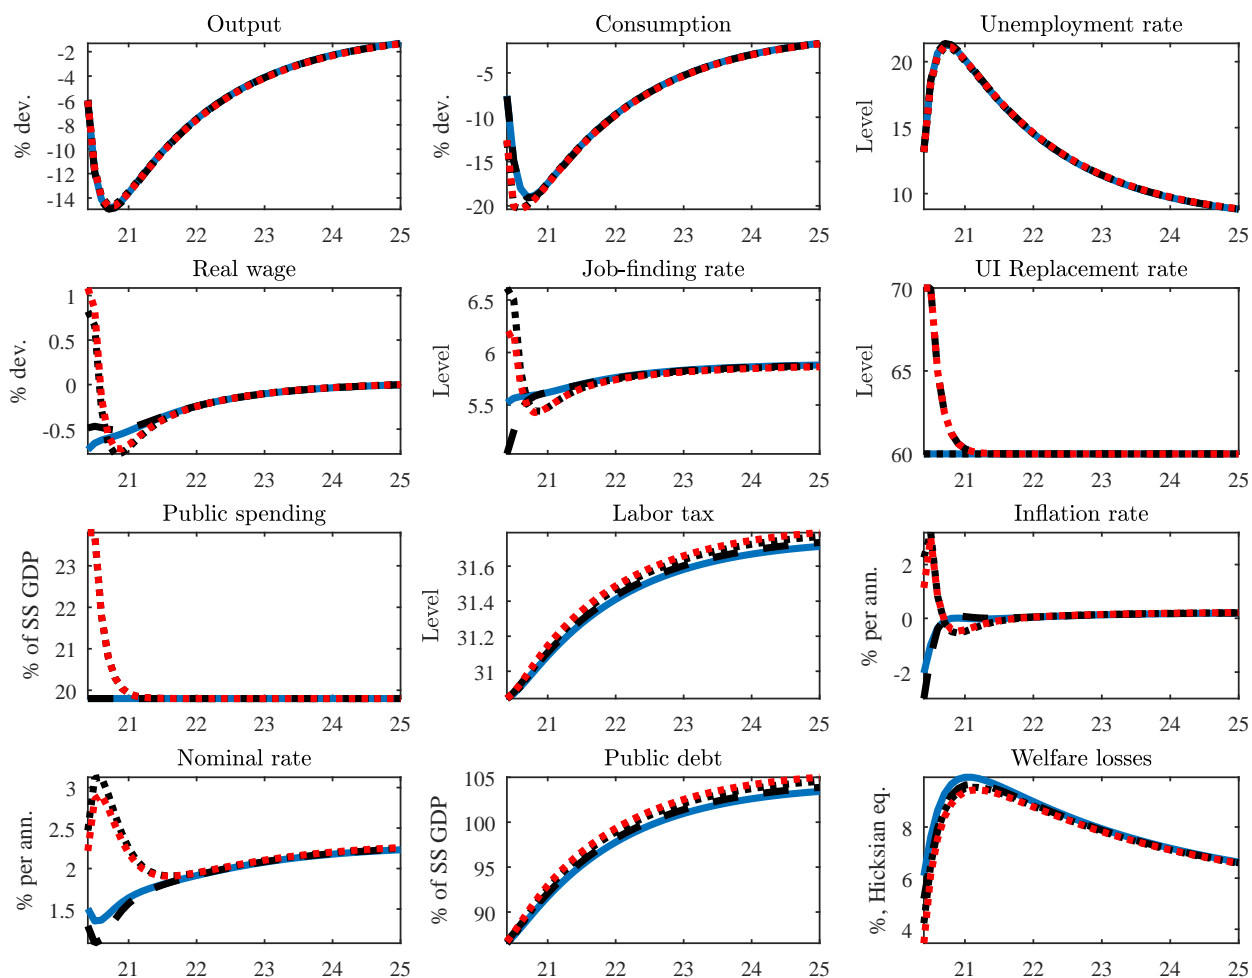 Output
Consumption
Unemployment rate
% dev.
-2
-4
-6
-8
-10
-12
-14
21 22 23 24 25
% dev.
-5
-10
-15
-20
21 22 23 24 25
Level
20
15
10
21 22 23 24 25
Real wage
Job-finding rate
UI Replacement rate
% dev.
1
0.5
0
-0.5
21 22 23 24 25
Level
6.5
6
5.5
21 22 23 24 25
Level
70
65
60
21 22 23 24 25
Public spending
Labor tax
Inflation rate
% of SS GDP
23
22
21
20
21 22 23 24 25
Level
31.6
31.4
31.2
31
21 22 23 24 25
% per ann.
2
0
-2
21 22 23 24 25
Nominal rate
Public debt
Welfare losses
% per ann.
3
2.5
2
1.5
21 22 23 24 25
% of SS GDP
105
100
95
90
21 22 23 24 25
%, Hicksian eq.
8
6
4
21 22 23 24 25